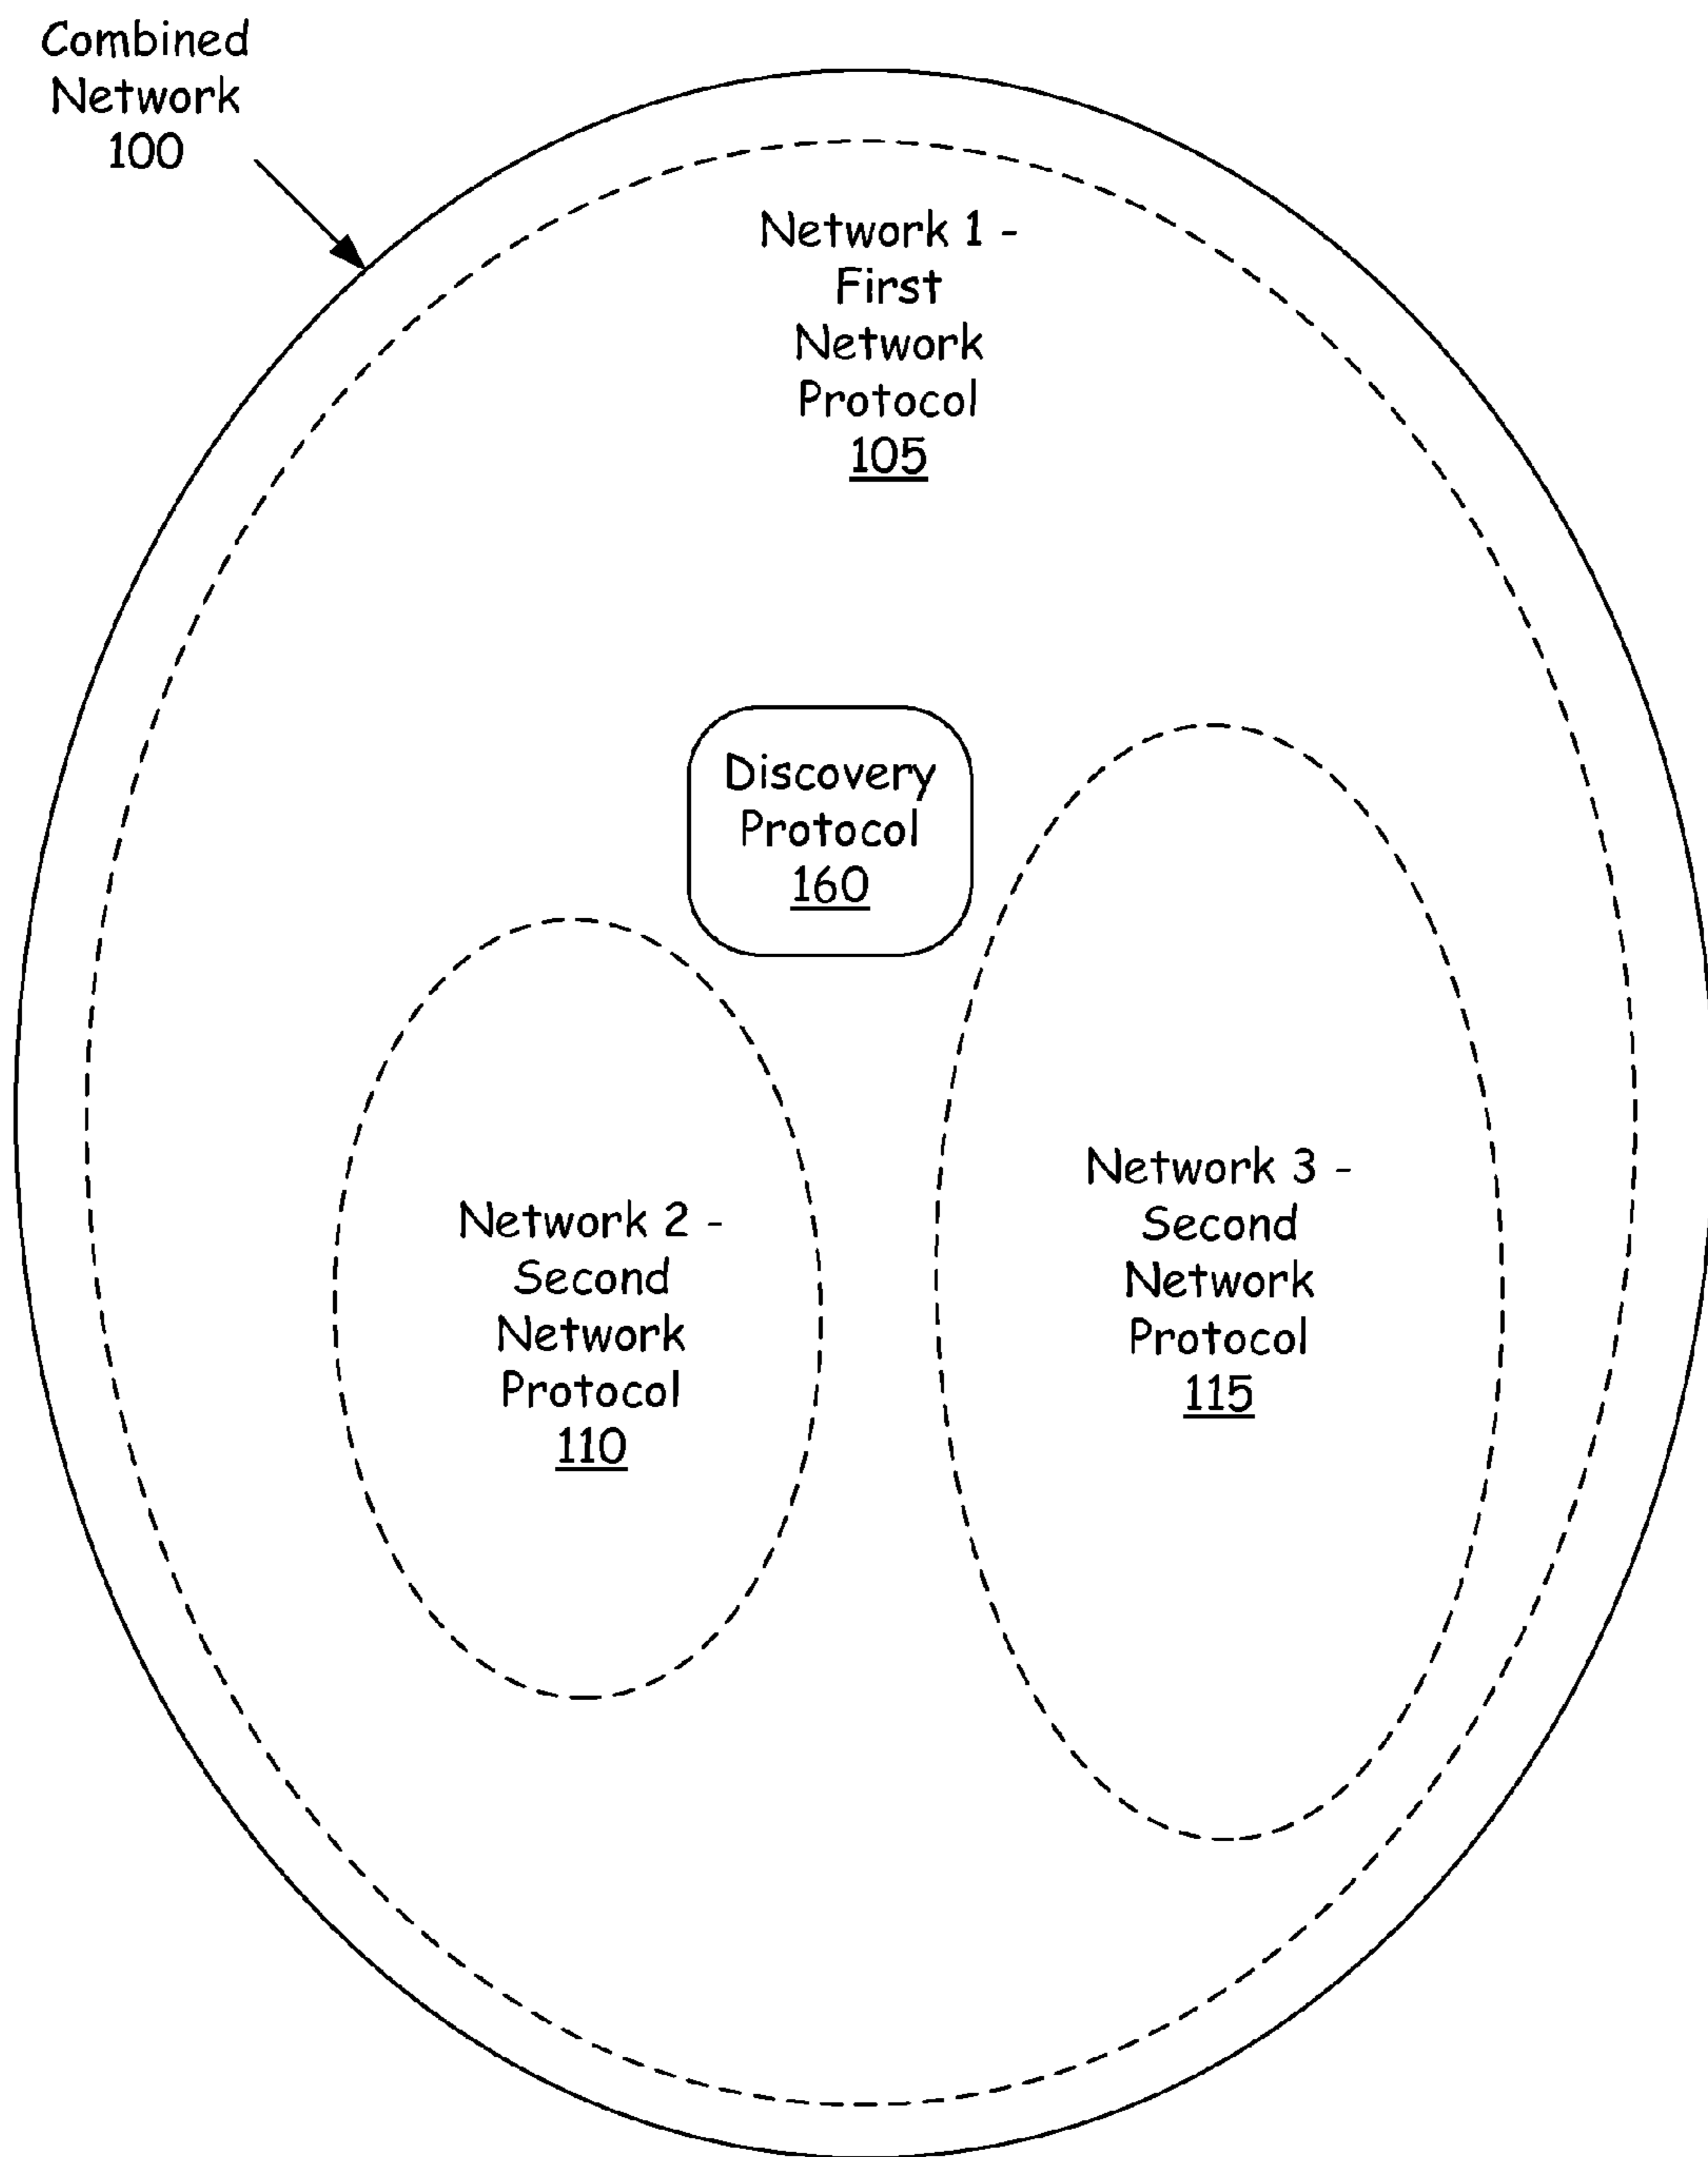 Combined
Network
100
Network 1 -
First
Network
Protocol
105
Discovery
Protocol
160
Network 2 -
Second
Network
Protocol
110
Network 3 -
Second
Network
Protocol
115